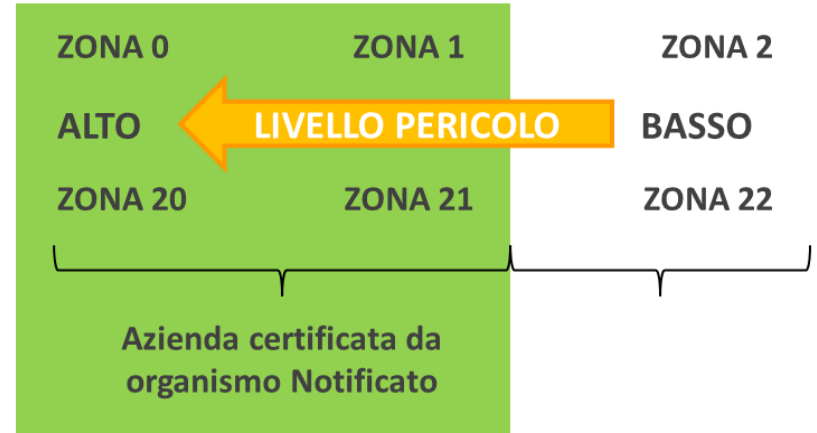 ZONA 0 ZONA 1 ZONA 2
ALTO LIVELLO PERICOLO BASSO
ZONA 20 ZONA 21 ZONA 22
Azienda certificata da
organismo Notificato